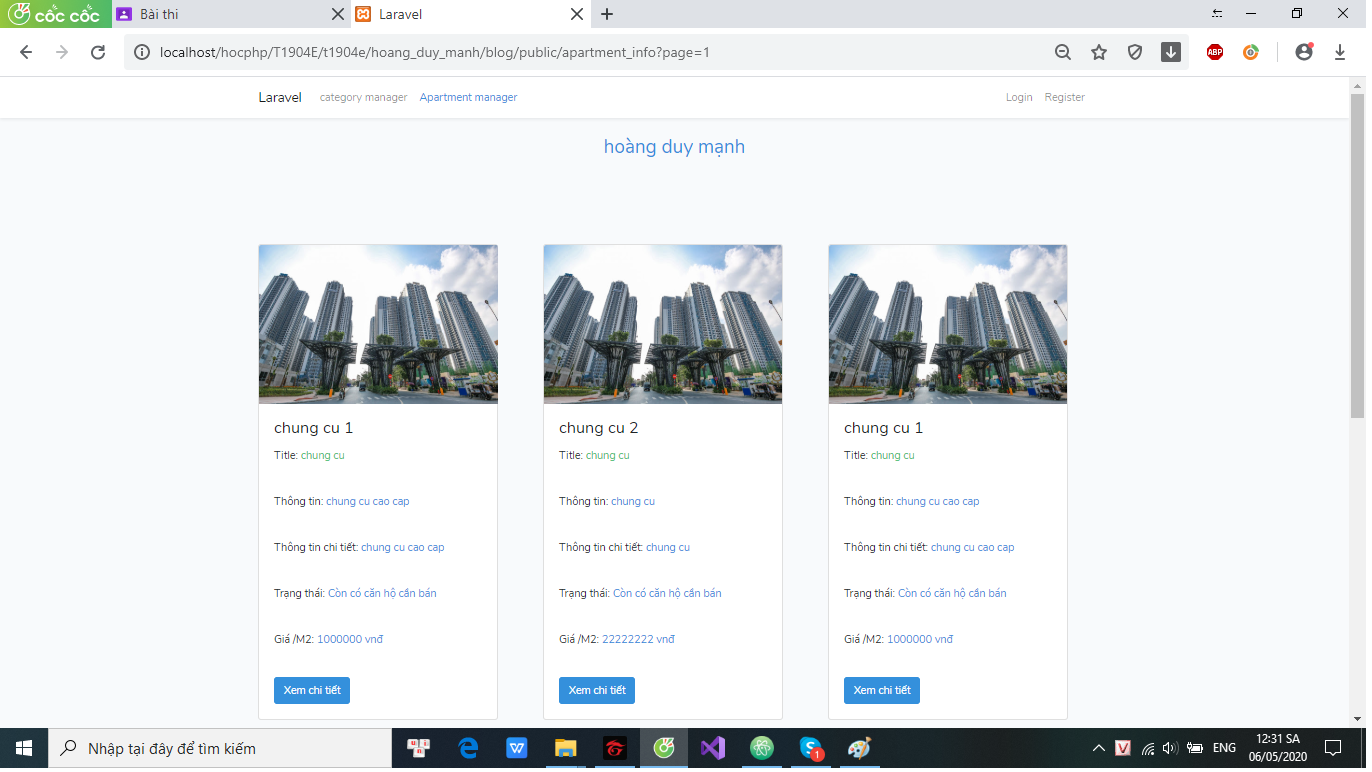 cốc cốc
Bài thi
Laravel
localhost/hocphp/T1904E/t1904e/hoang_duy_manh/blog/public/apartment_info?page=1
ABP
Laravel category manager Apartment manager Login Register
hoàng duy mạnh
chung cu 1
Title: chung cu
Thông tin: chung cu cao cap
Thông tin chi tiết: chung cu cao cap
Trạng thái: Còn có căn hộ cần bán
Giá /M2: 1000000 vnđ
Xem chi tiết
chung cu 2
Title: chung cu
Thông tin: chung cu
Thông tin chi tiết: chung cu
Trạng thái: Còn có căn hộ cần bán
Giá /M2: 22222222 vnđ
Xem chi tiết
chung cu 1
Title: chung cu
Thông tin: chung cu cao cap
Thông tin chi tiết: chung cu cao cap
Trạng thái: Còn có căn hộ cần bán
Giá /M2: 1000000 vnđ
Xem chi tiết
Nhập tại đây để tìm kiếm
1
V
ENG
12:31 SA
06/05/2020